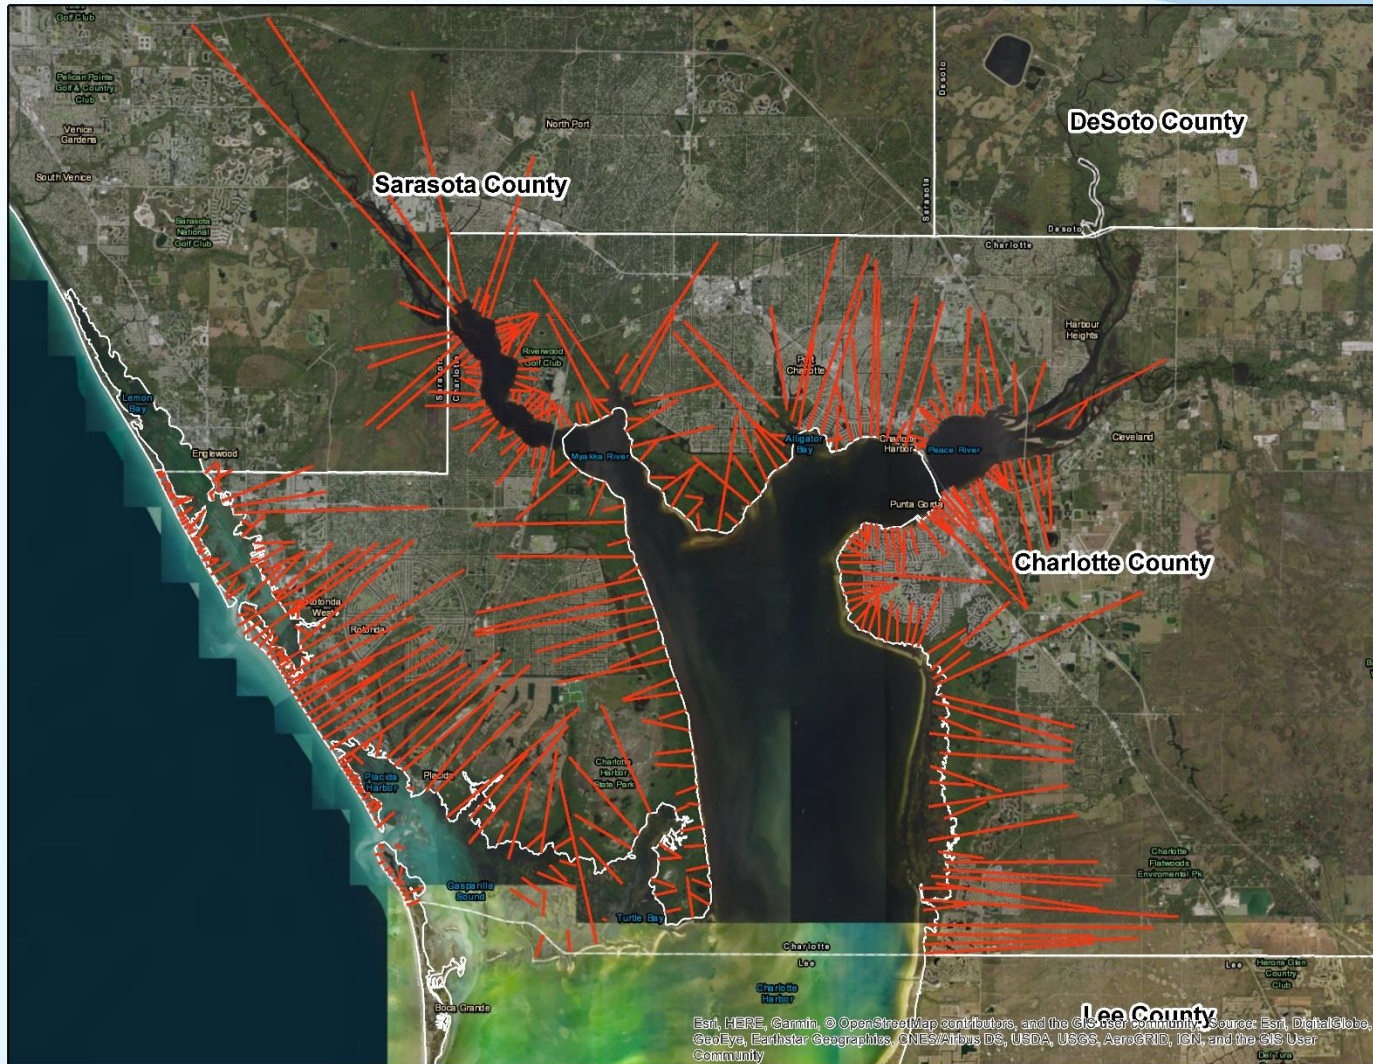 Golf Club
Pelican Pointe
Golf & Country
Club
Venice
Gardens
South Venice
North Port
Sarasota County
Sarasota
National
Golf Club
DeSoto County
Desoto
Sarasota
Desoto
Charlotte
Harbour
Heights
Riverwood
Golf Club
Port
Charlotte
Sarasota
Charlotte
Lemon
Bay
Englewood
Myakka River
Alligator
Bay
Charlotte
Harbor
Peace River
Cleveland
Punta Gorda
Charlotte County
Rotonda
West
Rotonda
Charlotte
Harbor
State Park
Placida
Harbor
Placida
Charlotte
Flatwoods
Enviromental Pk
Gasparilla
Sound
Turtle Bay
Charlotte
Lee
Lee
Herons Glen
Country
Club
Charlotte
Harbor
Boca Grande
Lee County
Esri, HERE, Garmin, © OpenStreetMap contributors, and the GIS user community, Source: Esri, DigitalGlobe,
GeoEye, Earthstar Geographics, CNES/Airbus DS, USDA, USGS, AeroGRID, IGN, and the GIS User
Community
Del Tura